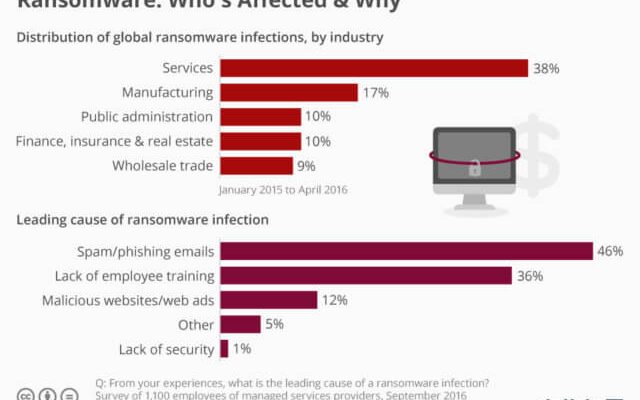 Ransomware: Who's Affected & Why
Distribution of global ransomware infections, by industry
Services 38%
Manufacturing 17%
Public administration 10%
Finance, insurance & real estate 10%
Wholesale trade 9%
January 2015 to April 2016
Leading cause of ransomware infection
Spam/phishing emails 46%
Lack of employee training 36%
Malicious websites/web ads 12%
Other 5%
Lack of security 1%
Q: From your experiences, what is the leading cause of a ransomware infection?
Survey of 1,100 employees of managed services providers, September 2016